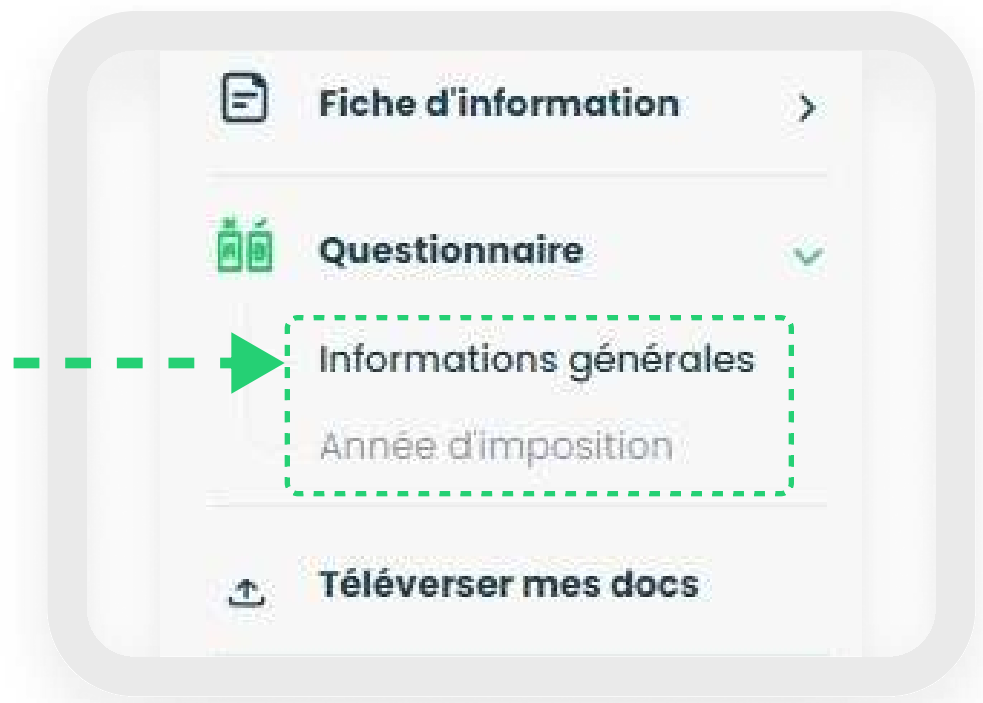 Fiche d'information
Questionnaire
Informations générales
Année d'imposition
Téléverser mes docs